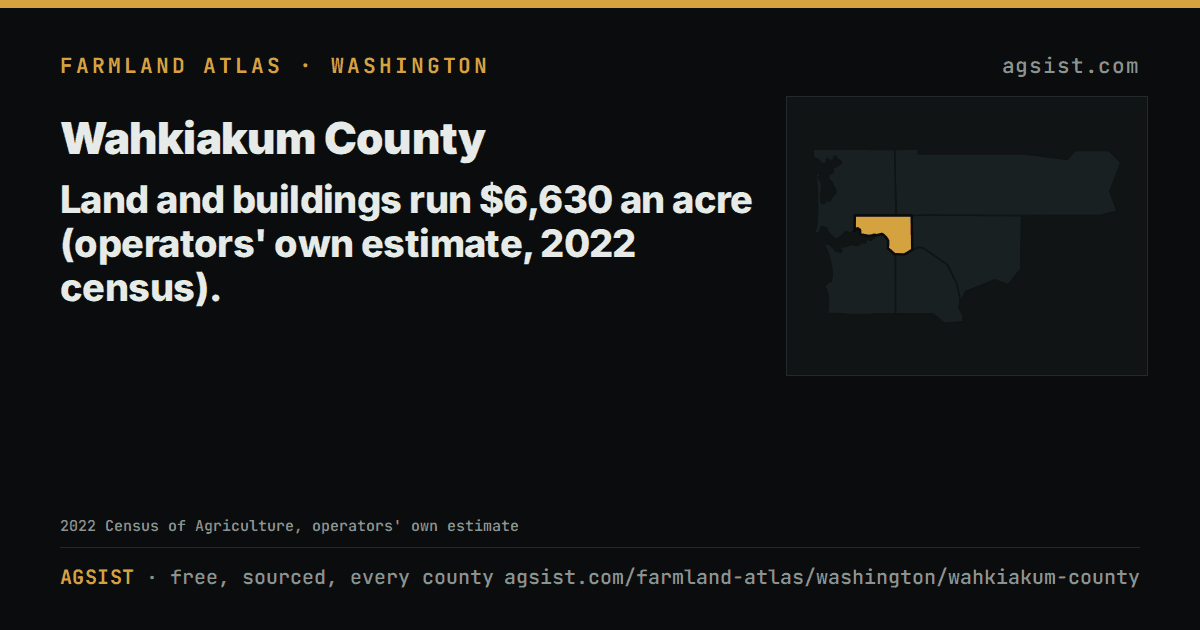 FARMLAND ATLAS · WASHINGTON
agsist.com
Wahkiakum County
Land and buildings run $6,630 an acre
(operators' own estimate, 2022
census).
2022 Census of Agriculture, operators' own estimate
AGSIST · free, sourced, every county agsist.com/farmland-atlas/washington/wahkiakum-county